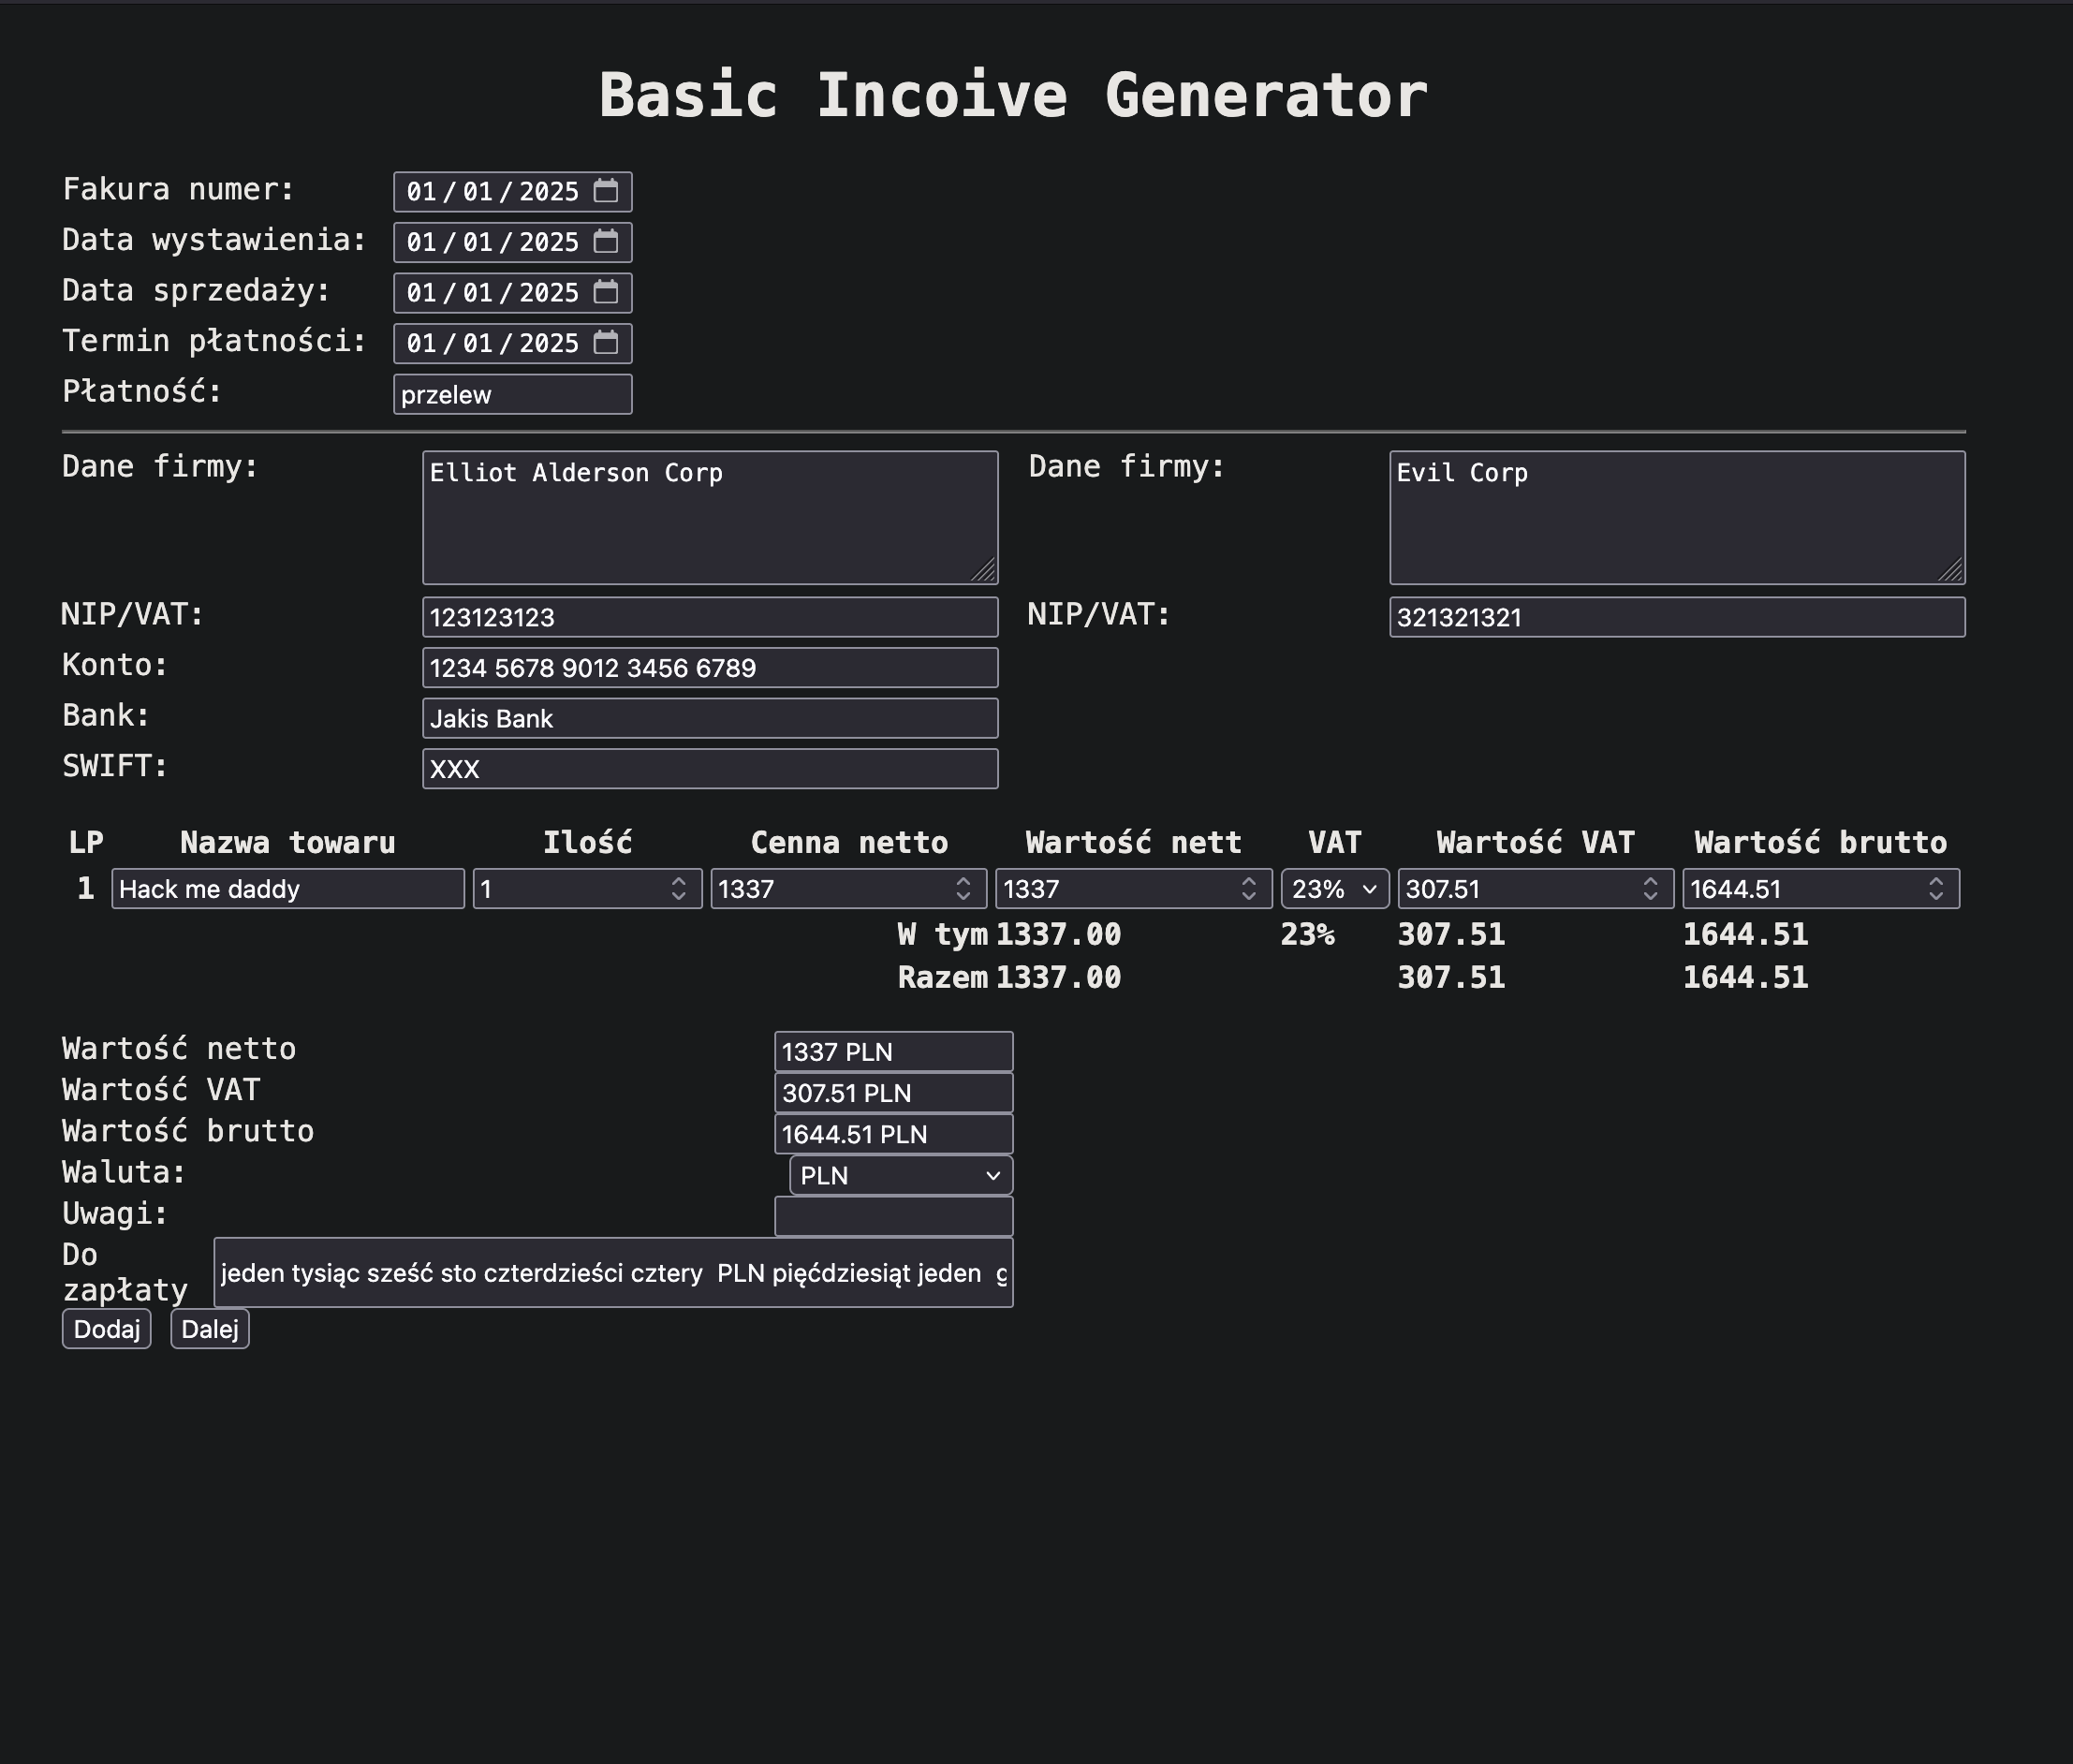 Basic Incoive Generator
Fakura numer: 01/01/2025
Data wystawienia: 01/01/2025
Data sprzedaży: 01/01/2025
Termin płatności: 01/01/2025
Płatność: przelew
Dane firmy: Elliot Alderson Corp Dane firmy: Evil Corp
NIP/VAT: 123123123 NIP/VAT: 321321321
Konto: 1234 5678 9012 3456 6789
Bank: Jakis Bank
SWIFT: XXX
LP Nazwa towaru Ilość Cenna netto Wartość nett VAT Wartość VAT Wartość brutto
1 Hack me daddy 1 1337 1337 23% 307.51 1644.51
W tym 1337.00 23% 307.51 1644.51
Razem 1337.00 307.51 1644.51
Wartość netto 1337 PLN
Wartość VAT 307.51 PLN
Wartość brutto 1644.51 PLN
Waluta: PLN
Uwagi:
Do zapłaty jeden tysiąc sześć sto czterdzieści cztery PLN pięćdziesiąt jeden g
Dodaj Dalej